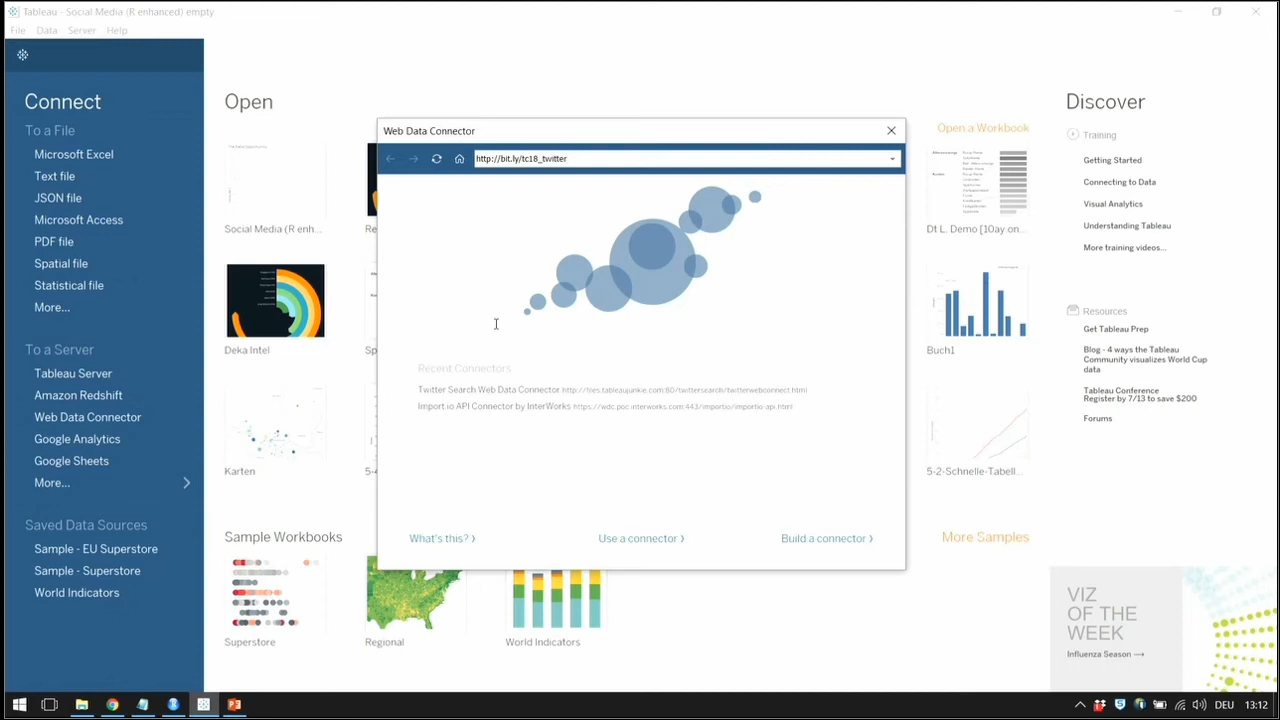 Tableau - Social Media (R enhanced) empty
File Data Server Help
Connect
To a File
Microsoft Excel
Text file
JSON file
Microsoft Access
PDF file
Spatial file
Statistical file
More...
To a Server
Tableau Server
Amazon Redshift
Web Data Connector
Google Analytics
Google Sheets
More...
Saved Data Sources
Sample - EU Superstore
Sample - Superstore
World Indicators
Open
Open a Workbook
Social Media (R enh...
Dt L. Demo [10ay.on...
Deka Intel
Buch1
Karten
5-2-Schnelle-Tabell...
Web Data Connector
http://bit.ly/tc18_twitter
Recent Connectors
Twitter Search Web Data Connector http://files.tableaujunkie.com:80/twittersearch/twitterwebconnect.html
Import io API Connector by InterWorks https://wdc.poc.interworks.com:443/importio/importio-api.html
What's this?
Use a connector
Build a connector
Sample Workbooks
More Samples
Superstore
Regional
World Indicators
Discover
Training
Getting Started
Connecting to Data
Visual Analytics
Understanding Tableau
More training videos...
Resources
Get Tableau Prep
Blog - 4 ways the Tableau
Community visualizes World Cup
data
Tableau Conference
Register by 7/13 to save $200
Forums
VIZ
OF THE
WEEK
Influenza Season →
DEU 13:12